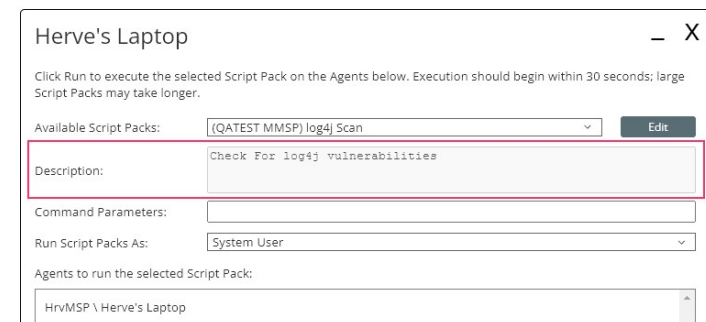 Herve's Laptop
_ X
Click Run to execute the selected Script Pack on the Agents below. Execution should begin within 30 seconds; large
Script Packs may take longer.
Available Script Packs: (QATEST MMSP) log4j Scan Edit
Description: Check For log4j vulnerabilities
Command Parameters:
Run Script Packs As: System User
Agents to run the selected Script Pack:
HrvMSP \ Herve's Laptop